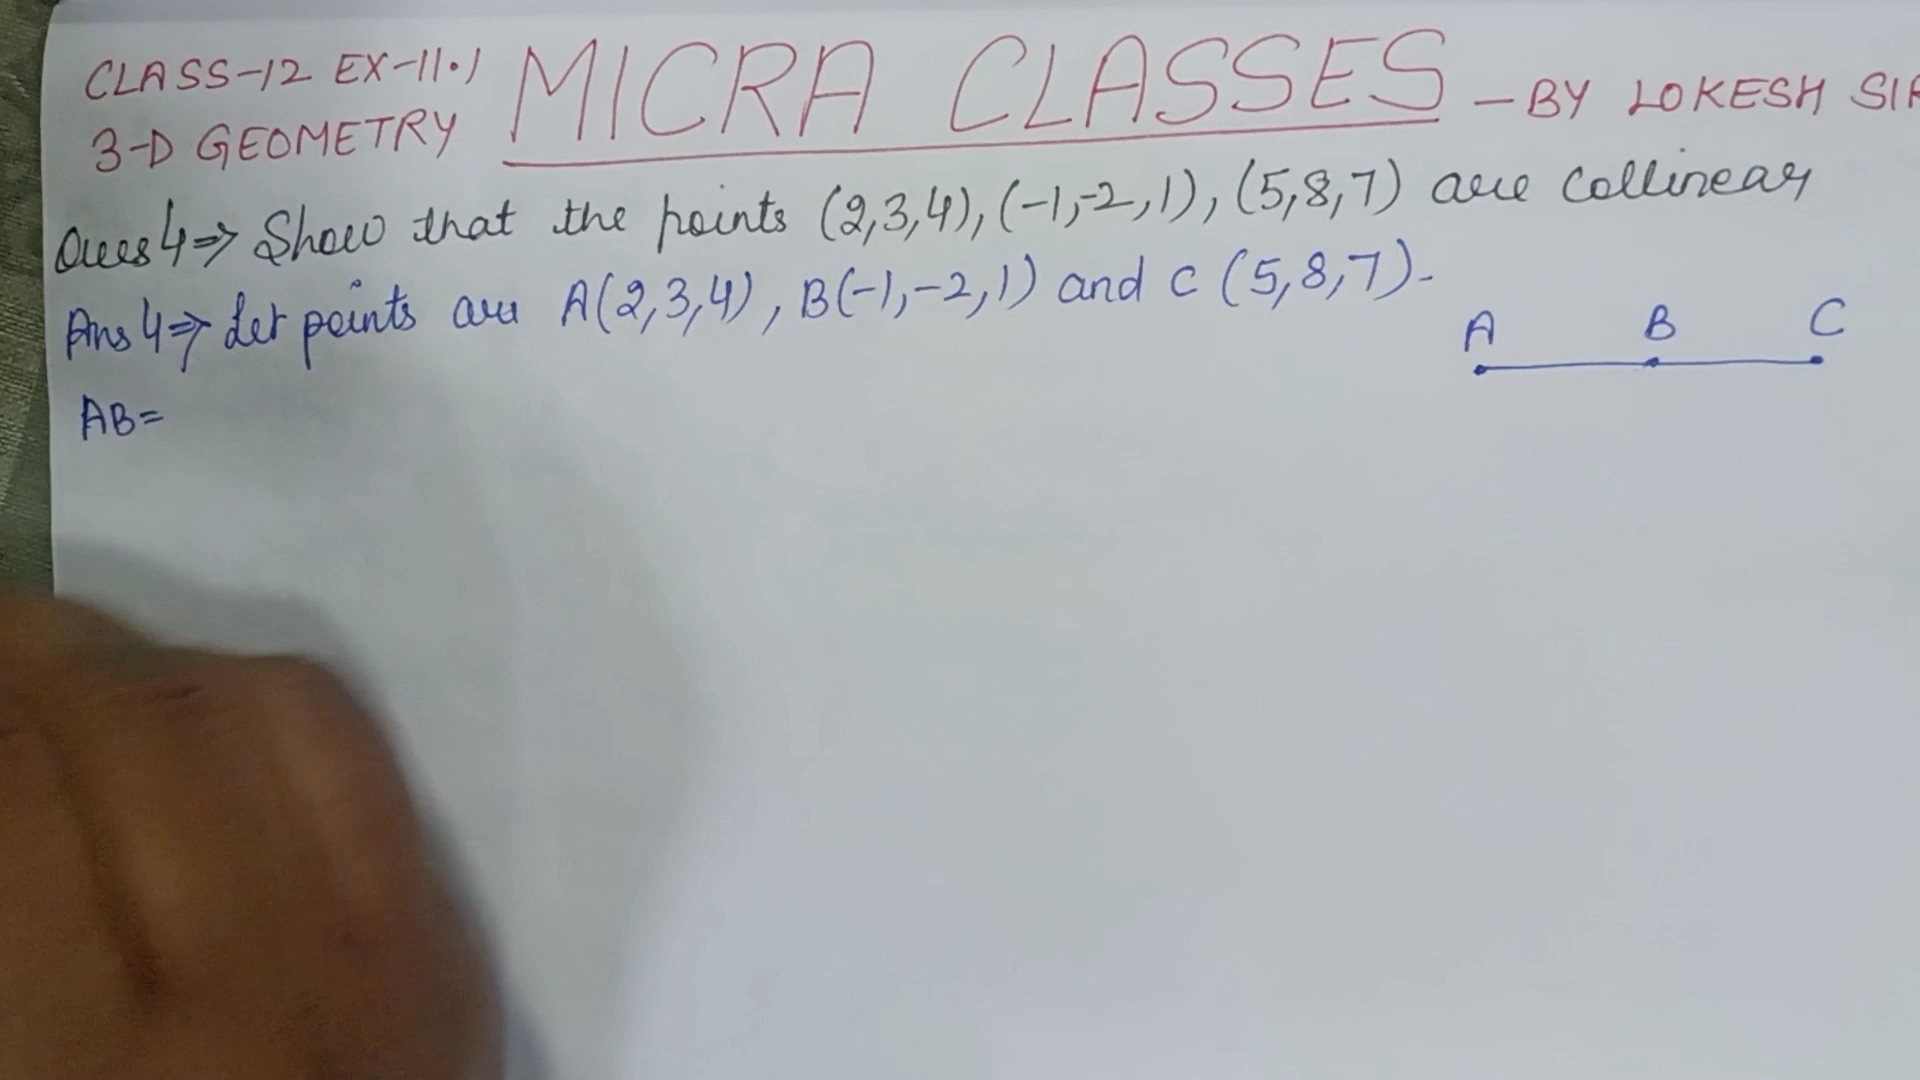 CLASS-12 EX-11.1 MICRA CLASSES - BY LOKESH SIR
3-D GEOMETRY
Ques 4⇒ Show that the points (2,3,4), (-1,-2,1), (5,8,7) are collinear
Ans 4⇒ Let points are A(2,3,4), B(-1,-2,1) and C (5,8,7).
A B C
AB=